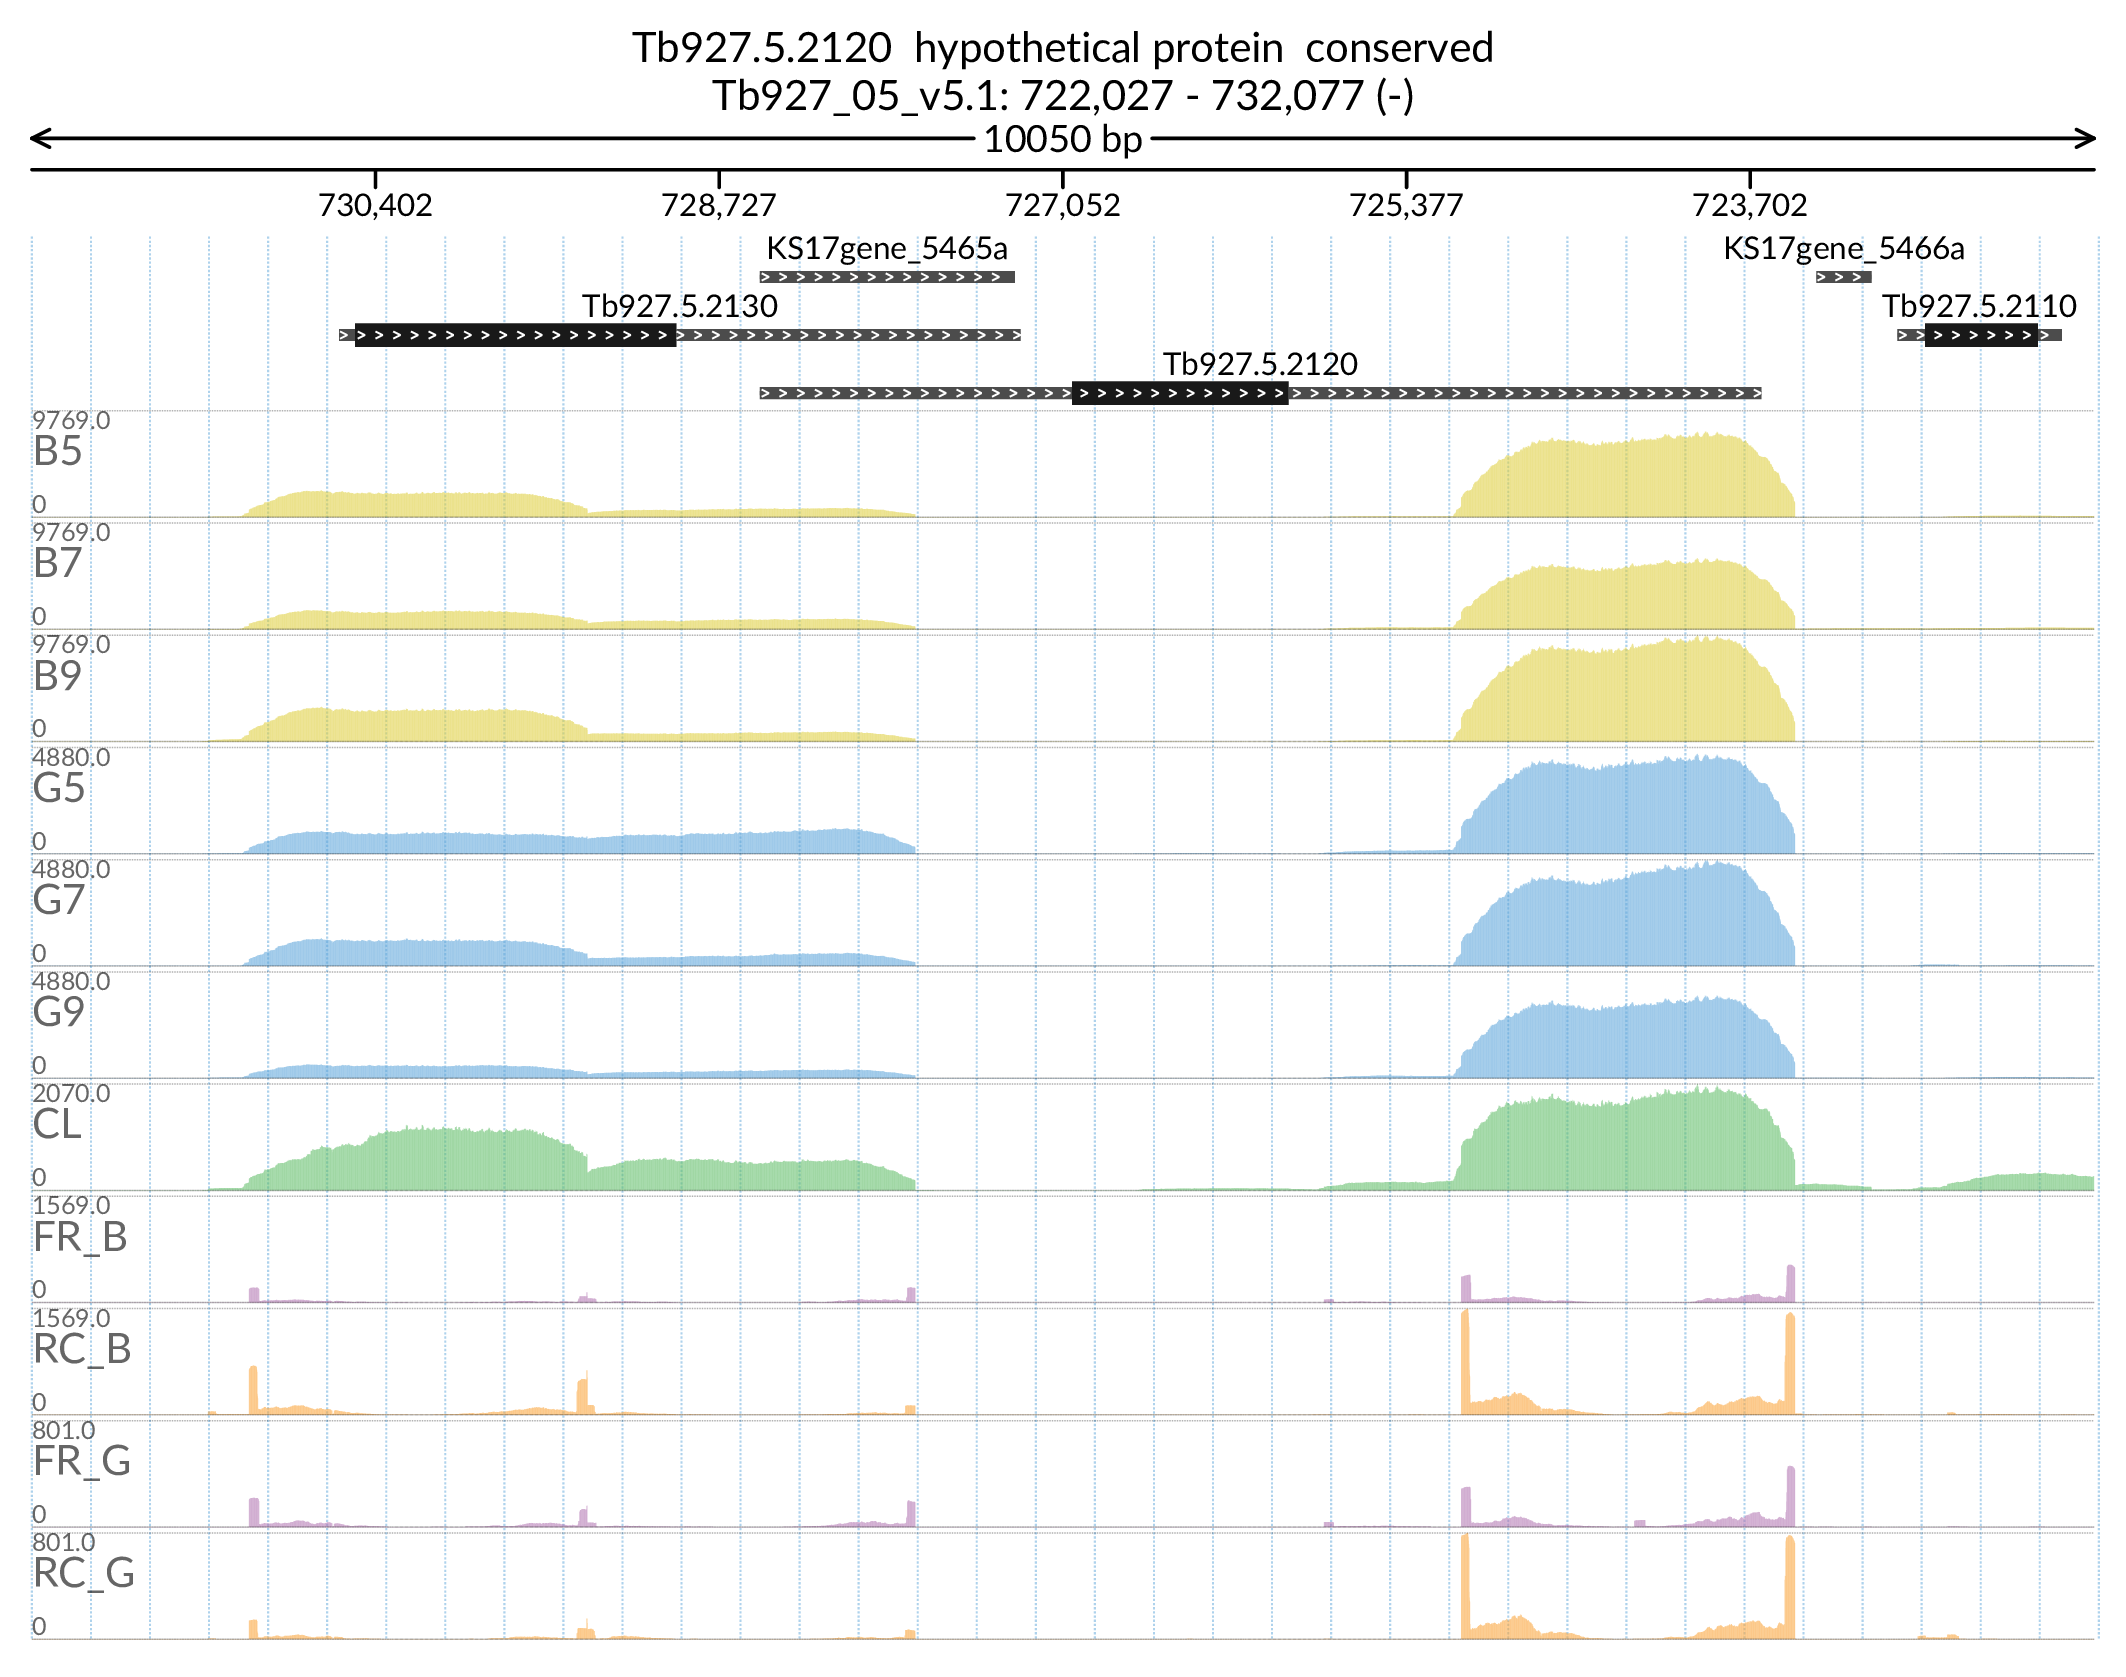 Tb927.5.2120  hypothetical protein  conserved
Tb927_05_v5.1: 722,027 - 732,077 (-)
10050 bp
730,402 728,727 727,052 725,377 723,702
KS17gene_5465a KS17gene_5466a
Tb927.5.2130 Tb927.5.2110
Tb927.5.2120
9769.0
B5
0
9769.0
B7
0
9769.0
B9
0
4880.0
G5
0
4880.0
G7
0
4880.0
G9
0
2070.0
CL
0
1569.0
FR_B
0
1569.0
RC_B
0
801.0
FR_G
0
801.0
RC_G
0